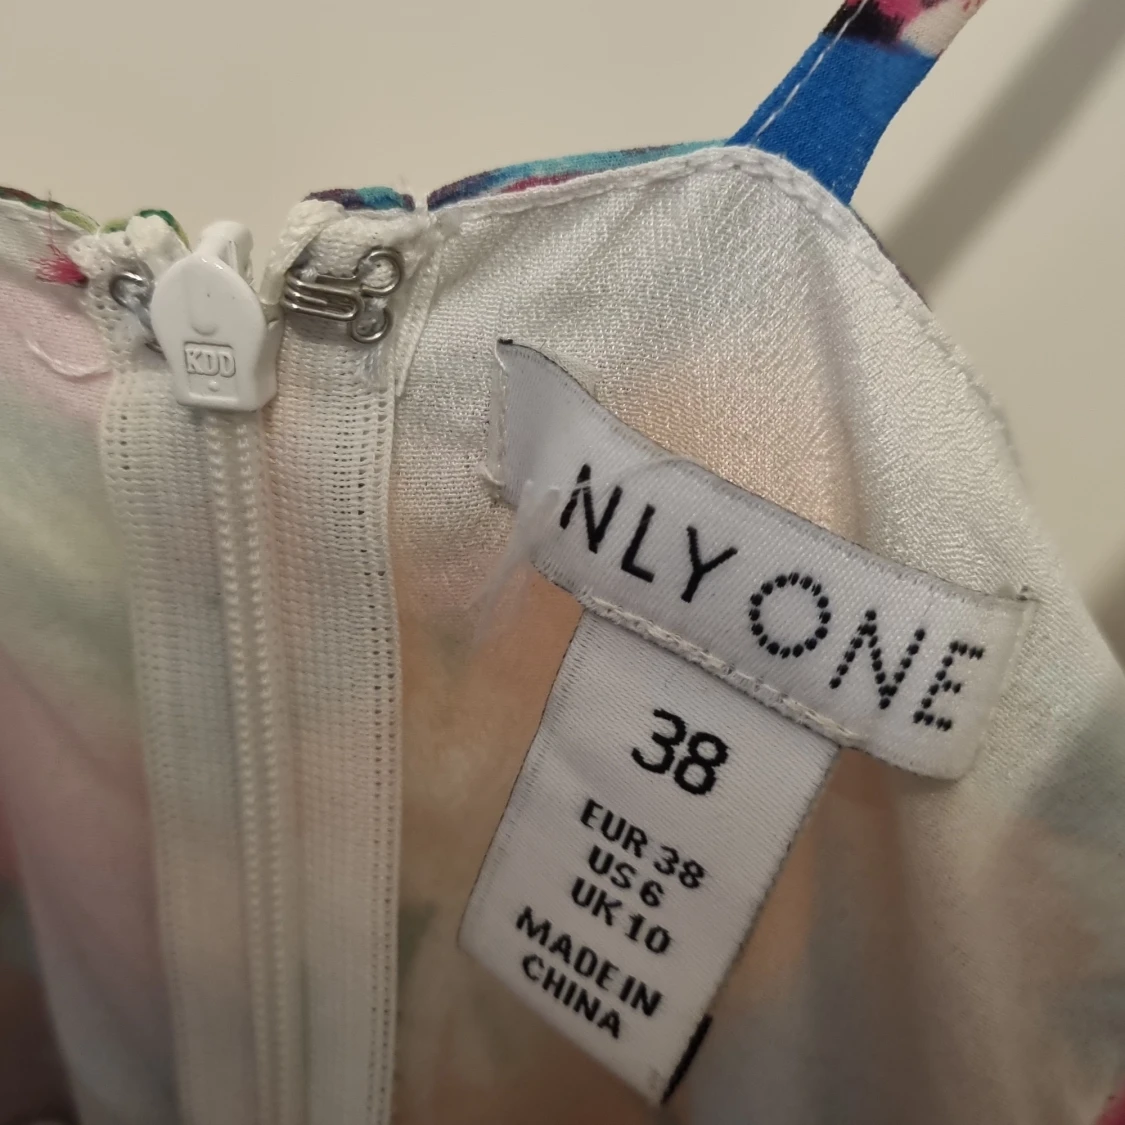 KDD
NLY ONE
38
EUR 38
US 6
UK 10
MADE IN
CHINA